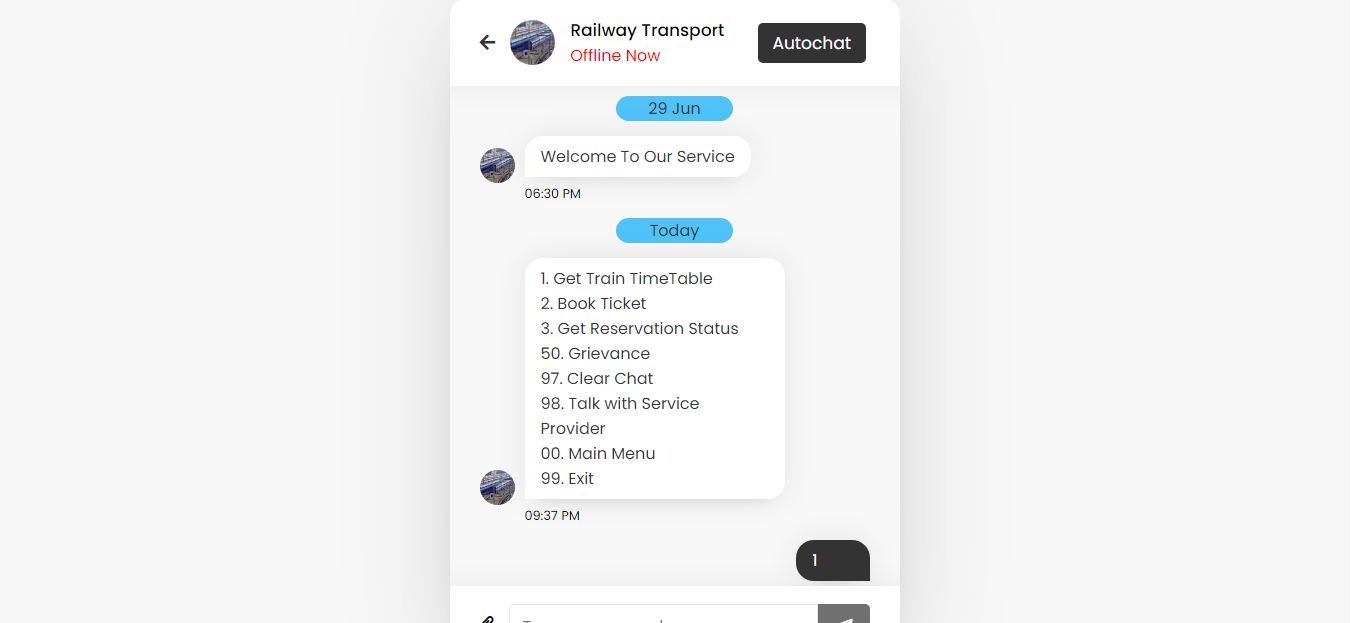 Railway Transport
Offline Now
Autochat
29 Jun
Welcome To Our Service
06:30 PM
Today
1. Get Train TimeTable
2. Book Ticket
3. Get Reservation Status
50. Grievance
97. Clear Chat
98. Talk with Service
Provider
00. Main Menu
99. Exit
09:37 PM
1